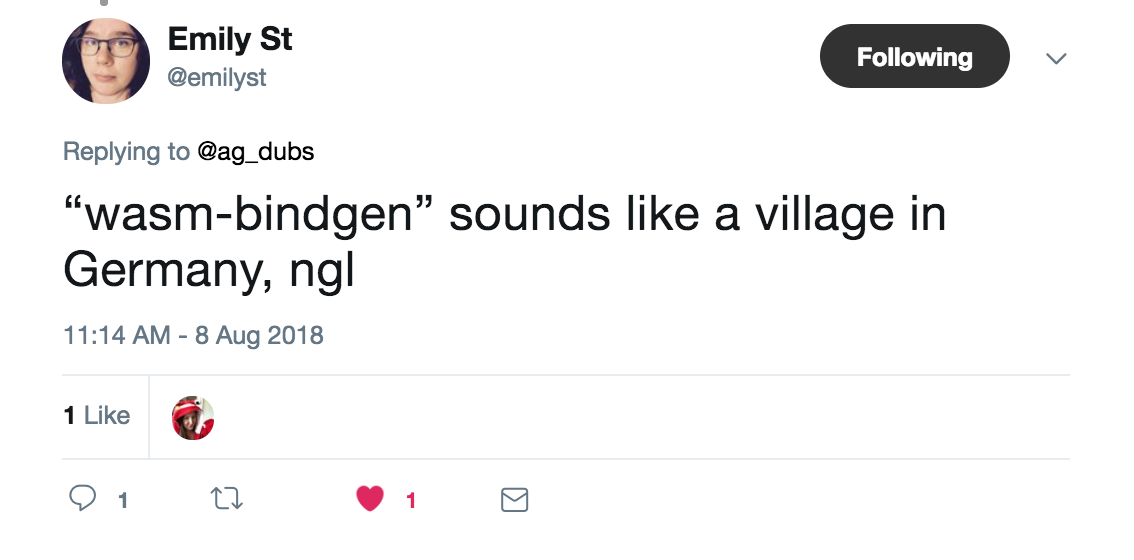 Emily St
@emilyst
Following
Replying to @ag_dubs
“wasm-bindgen” sounds like a village in
Germany, ngl
11:14 AM - 8 Aug 2018
1 Like
1
1